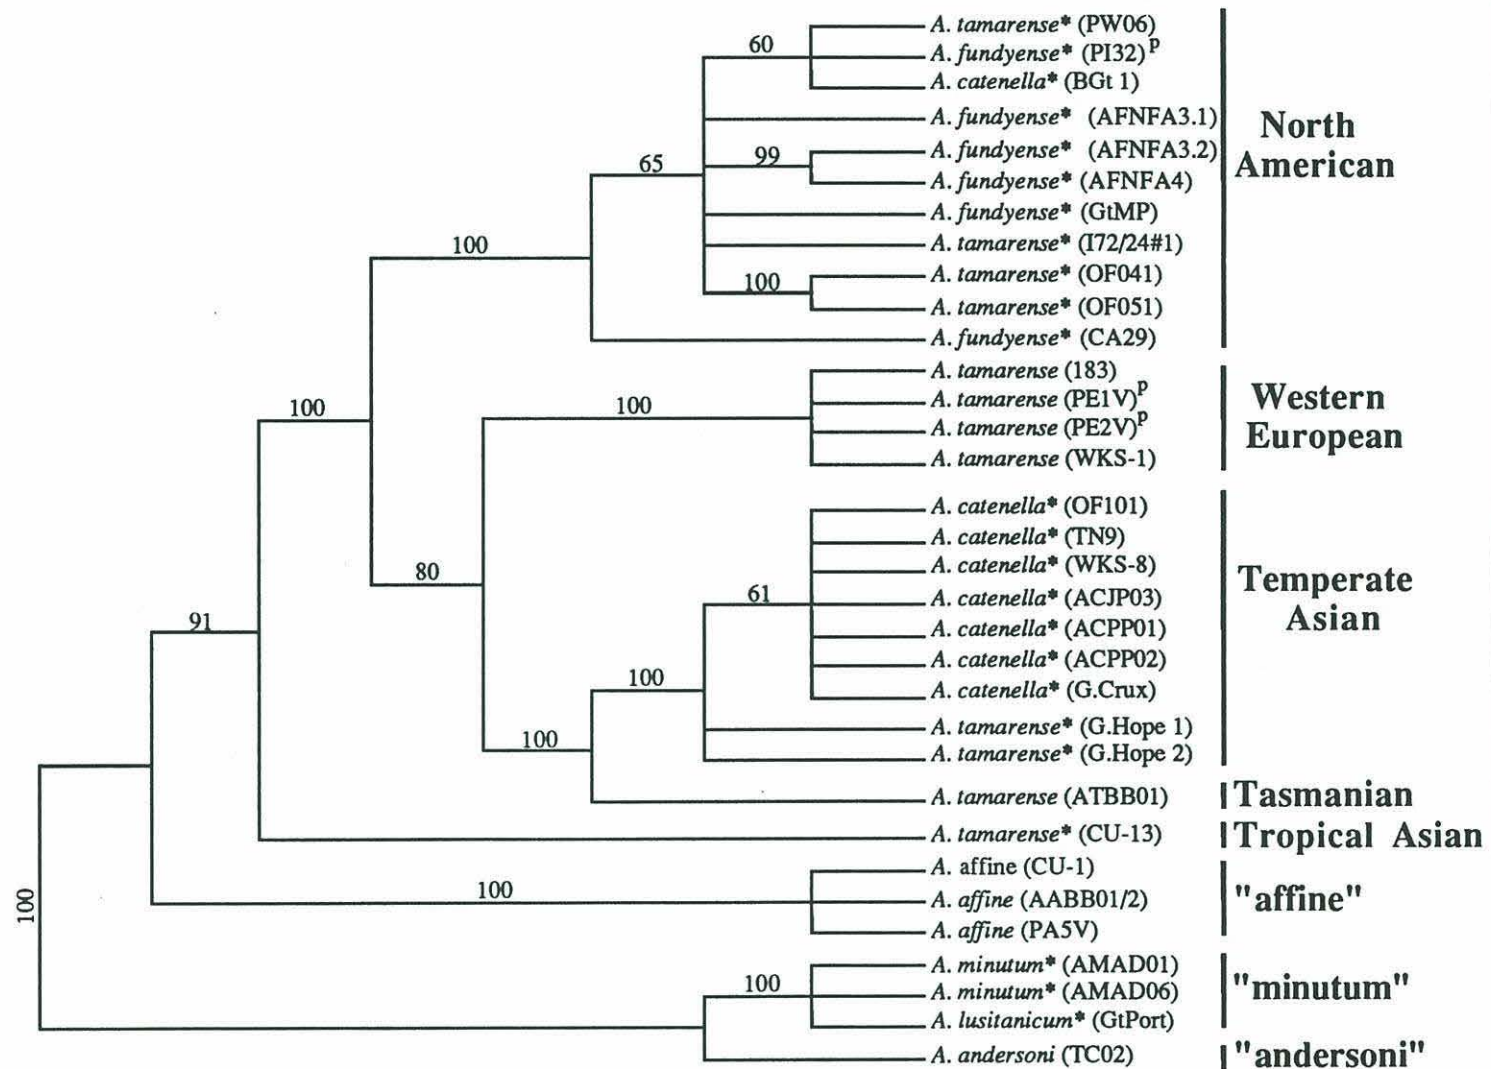 A. tamarense* (PW06)
60
A. fundyense* (PI32)p
A. catenella* (BGt 1)
A. fundyense* (AFNFA3.1)
North
American
A. fundyense* (AFNFA3.2)
65
99
A. fundyense* (AFNFA4)
A. fundyense* (GtMP)
100
A. tamarense* (I72/24#1)
A. tamarense* (OF041)
100
A. tamarense* (OF051)
A. fundyense* (CA29)
A. tamarense (183)
A. tamarense (PE1V)p
Western
European
100
100
A. tamarense (PE2V)p
A. tamarense (WKS-1)
A. catenella* (OF101)
A. catenella* (TN9)
A. catenella* (WKS-8)
80
Temperate
Asian
61
A. catenella* (ACJP03)
91
A. catenella* (ACPP01)
A. catenella* (ACPP02)
100
A. catenella* (G.Crux)
A. tamarense* (G.Hope 1)
100
A. tamarense* (G.Hope 2)
A. tamarense (ATBB01)
Tasmanian
A. tamarense* (CU-13)
Tropical Asian
A. affine (CU-1)
100
A. affine (AABB01/2)
"affine"
100
A. affine (PA5V)
A. minutum* (AMAD01)
100
A. minutum* (AMAD06)
"minutum"
A. lusitanicum* (GtPort)
A. andersoni (TC02)
"andersoni"